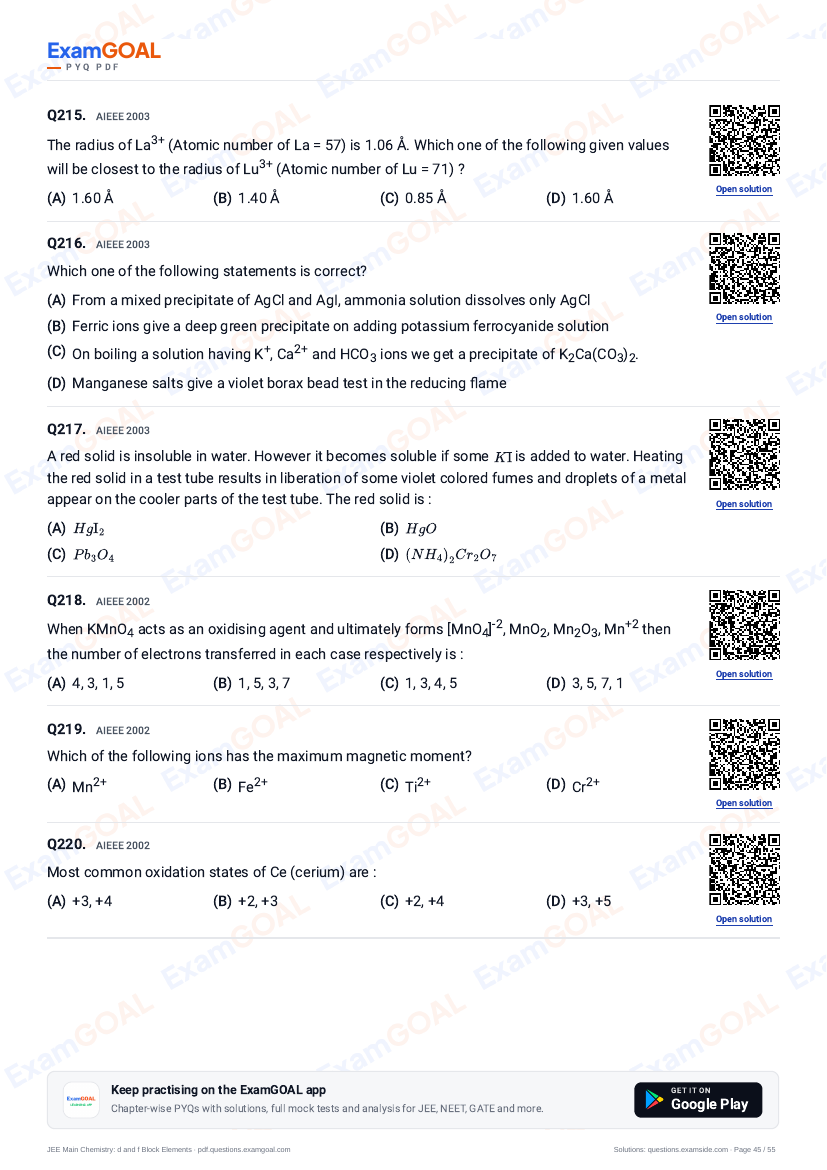 ExamGOAL
PYQ PDF
Q215. AIEEE 2003
The radius of La³⁺ (Atomic number of La = 57) is 1.06 Å. Which one of the following given values
will be closest to the radius of Lu³⁺ (Atomic number of Lu = 71) ?
(A) 1.60 Å (B) 1.40 Å (C) 0.85 Å (D) 1.60 Å
Open solution
Q216. AIEEE 2003
Which one of the following statements is correct?
(A) From a mixed precipitate of AgCl and AgI, ammonia solution dissolves only AgCl
(B) Ferric ions give a deep green precipitate on adding potassium ferrocyanide solution
(C) On boiling a solution having K⁺, Ca²⁺ and HCO₃ ions we get a precipitate of K₂Ca(CO₃)₂.
(D) Manganese salts give a violet borax bead test in the reducing flame
Open solution
Q217. AIEEE 2003
A red solid is insoluble in water. However it becomes soluble if some KI is added to water. Heating
the red solid in a test tube results in liberation of some violet colored fumes and droplets of a metal
appear on the cooler parts of the test tube. The red solid is :
(A) HgI₂ (B) HgO
(C) Pb₃O₄ (D) (NH₄)₂Cr₂O₇
Open solution
Q218. AIEEE 2002
When KMnO₄ acts as an oxidising agent and ultimately forms [MnO₄]⁻², MnO₂, Mn₂O₃, Mn⁺² then
the number of electrons transferred in each case respectively is :
(A) 4, 3, 1, 5 (B) 1, 5, 3, 7 (C) 1, 3, 4, 5 (D) 3, 5, 7, 1
Open solution
Q219. AIEEE 2002
Which of the following ions has the maximum magnetic moment?
(A) Mn²⁺ (B) Fe²⁺ (C) Ti²⁺ (D) Cr²⁺
Open solution
Q220. AIEEE 2002
Most common oxidation states of Ce (cerium) are :
(A) +3, +4 (B) +2, +3 (C) +2, +4 (D) +3, +5
Open solution
Keep practising on the ExamGOAL app
Chapter-wise PYQs with solutions, full mock tests and analysis for JEE, NEET, GATE and more.
GET IT ON
Google Play
JEE Main Chemistry: d and f Block Elements · pdf.questions.examgoal.com Solutions: questions.examside.com · Page 45 / 55